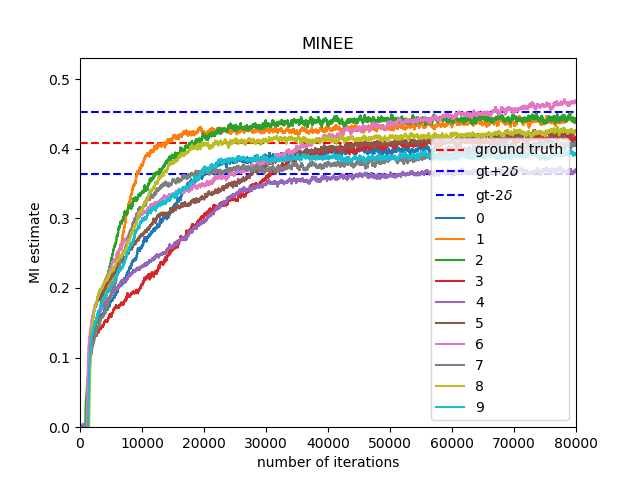 MINEE
0.5
0.4
0.3
0.2
0.1
0.0
MI estimate
0 10000 20000 30000 40000 50000 60000 70000 80000
number of iterations
ground truth
gt+2δ
gt-2δ
0
1
2
3
4
5
6
7
8
9